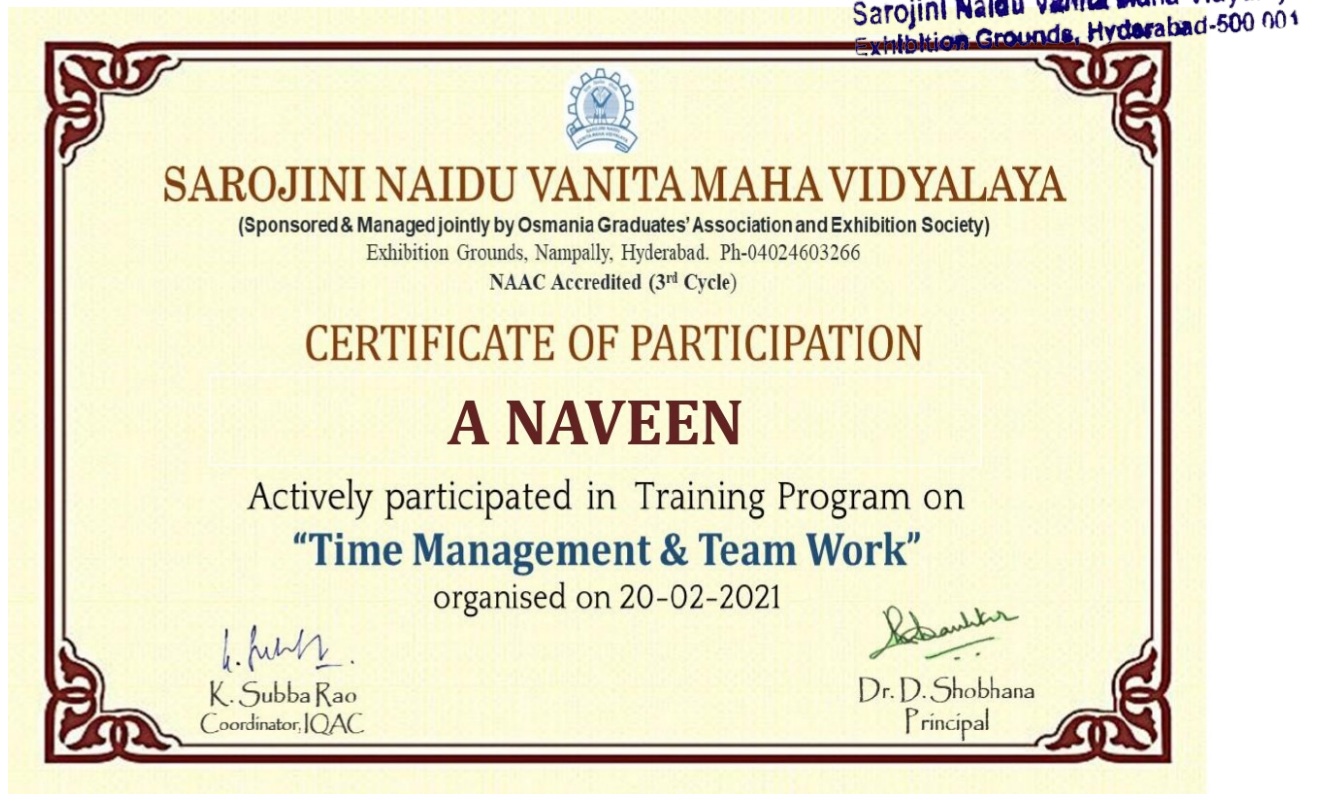 Sarojini Naidu Vanita Maha
Exhibition Grounds, Hyderabad-500 001
SAROJINI NAIDU VANITA MAHA VIDYALAYA
(Sponsored & Managed jointly by Osmania Graduates' Association and Exhibition Society)
Exhibition Grounds, Nampally, Hyderabad. Ph-04024603266
NAAC Accredited (3rd Cycle)
CERTIFICATE OF PARTICIPATION
A NAVEEN
Actively participated in Training Program on
“Time Management & Team Work”
organised on 20-02-2021
K. Subba Rao
Coordinator, IQAC
Dr. D. Shobhana
Principal